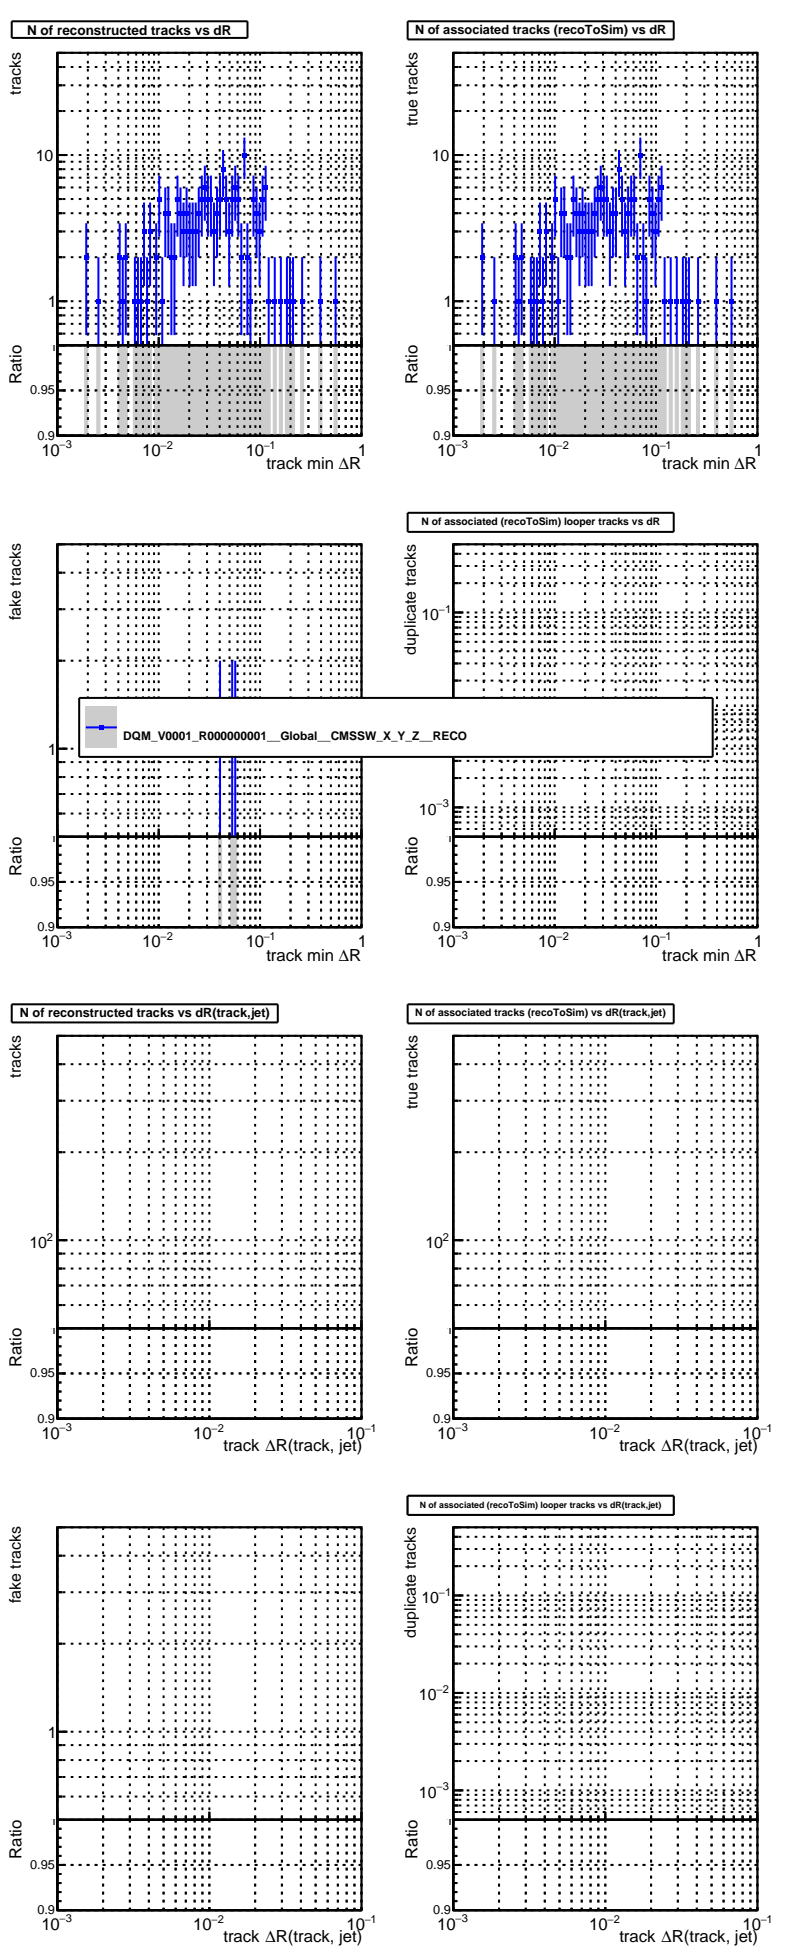 N of reconstructed tracks vs dR
tracks
10
1
Ratio
1
0.95
0.9
10⁻³
10⁻²
10⁻¹
1
track min ΔR
N of associated tracks (recoToSim) vs dR
true tracks
10
1
Ratio
1
0.95
0.9
10⁻³
10⁻²
10⁻¹
1
track min ΔR
fake tracks
1
Ratio
1
0.95
0.9
10⁻³
10⁻²
10⁻¹
1
track min ΔR
N of associated (recoToSim) looper tracks vs dR
duplicate tracks
10⁻¹
10⁻³
Ratio
1
0.95
0.9
10⁻³
10⁻²
10⁻¹
1
track min ΔR
DQM_V0001_R000000001__Global__CMSSW_X_Y_Z__RECO
N of reconstructed tracks vs dR(track,jet)
tracks
10²
Ratio
1
0.95
0.9
10⁻³
10⁻²
10⁻¹
track ΔR(track, jet)
N of associated tracks (recoToSim) vs dR(track,jet)
true tracks
10²
Ratio
1
0.95
0.9
10⁻³
10⁻²
10⁻¹
track ΔR(track, jet)
fake tracks
1
Ratio
1
0.95
0.9
10⁻³
10⁻²
10⁻¹
track ΔR(track, jet)
N of associated (recoToSim) looper tracks vs dR(track,jet)
duplicate tracks
10⁻¹
10⁻²
10⁻³
Ratio
1
0.95
0.9
10⁻³
10⁻²
10⁻¹
track ΔR(track, jet)